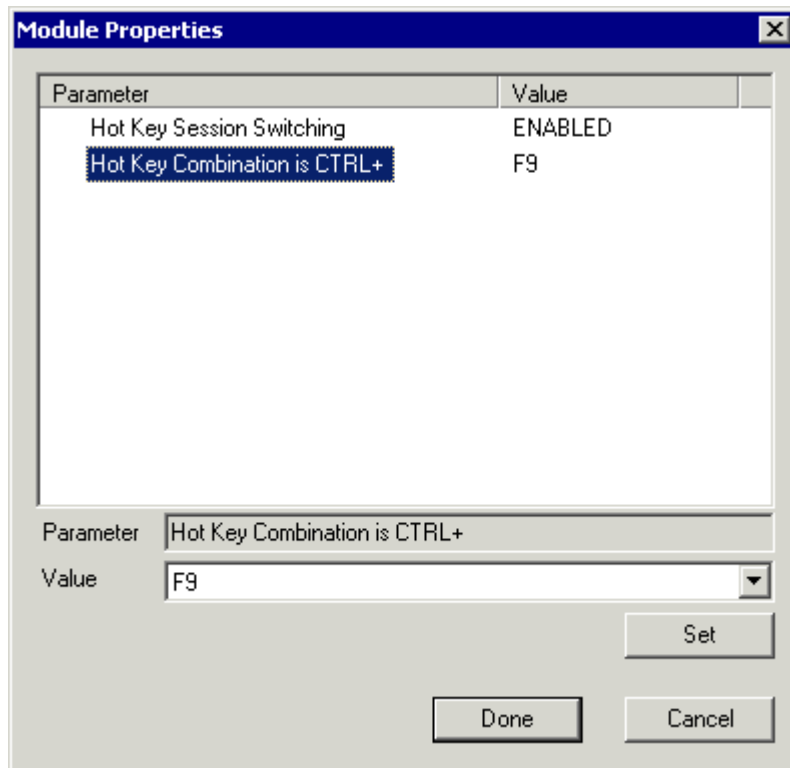 Module Properties
Parameter Value
Hot Key Session Switching ENABLED
Hot Key Combination is CTRL+ F9
Parameter Hot Key Combination is CTRL+
Value F9
Set
Done Cancel